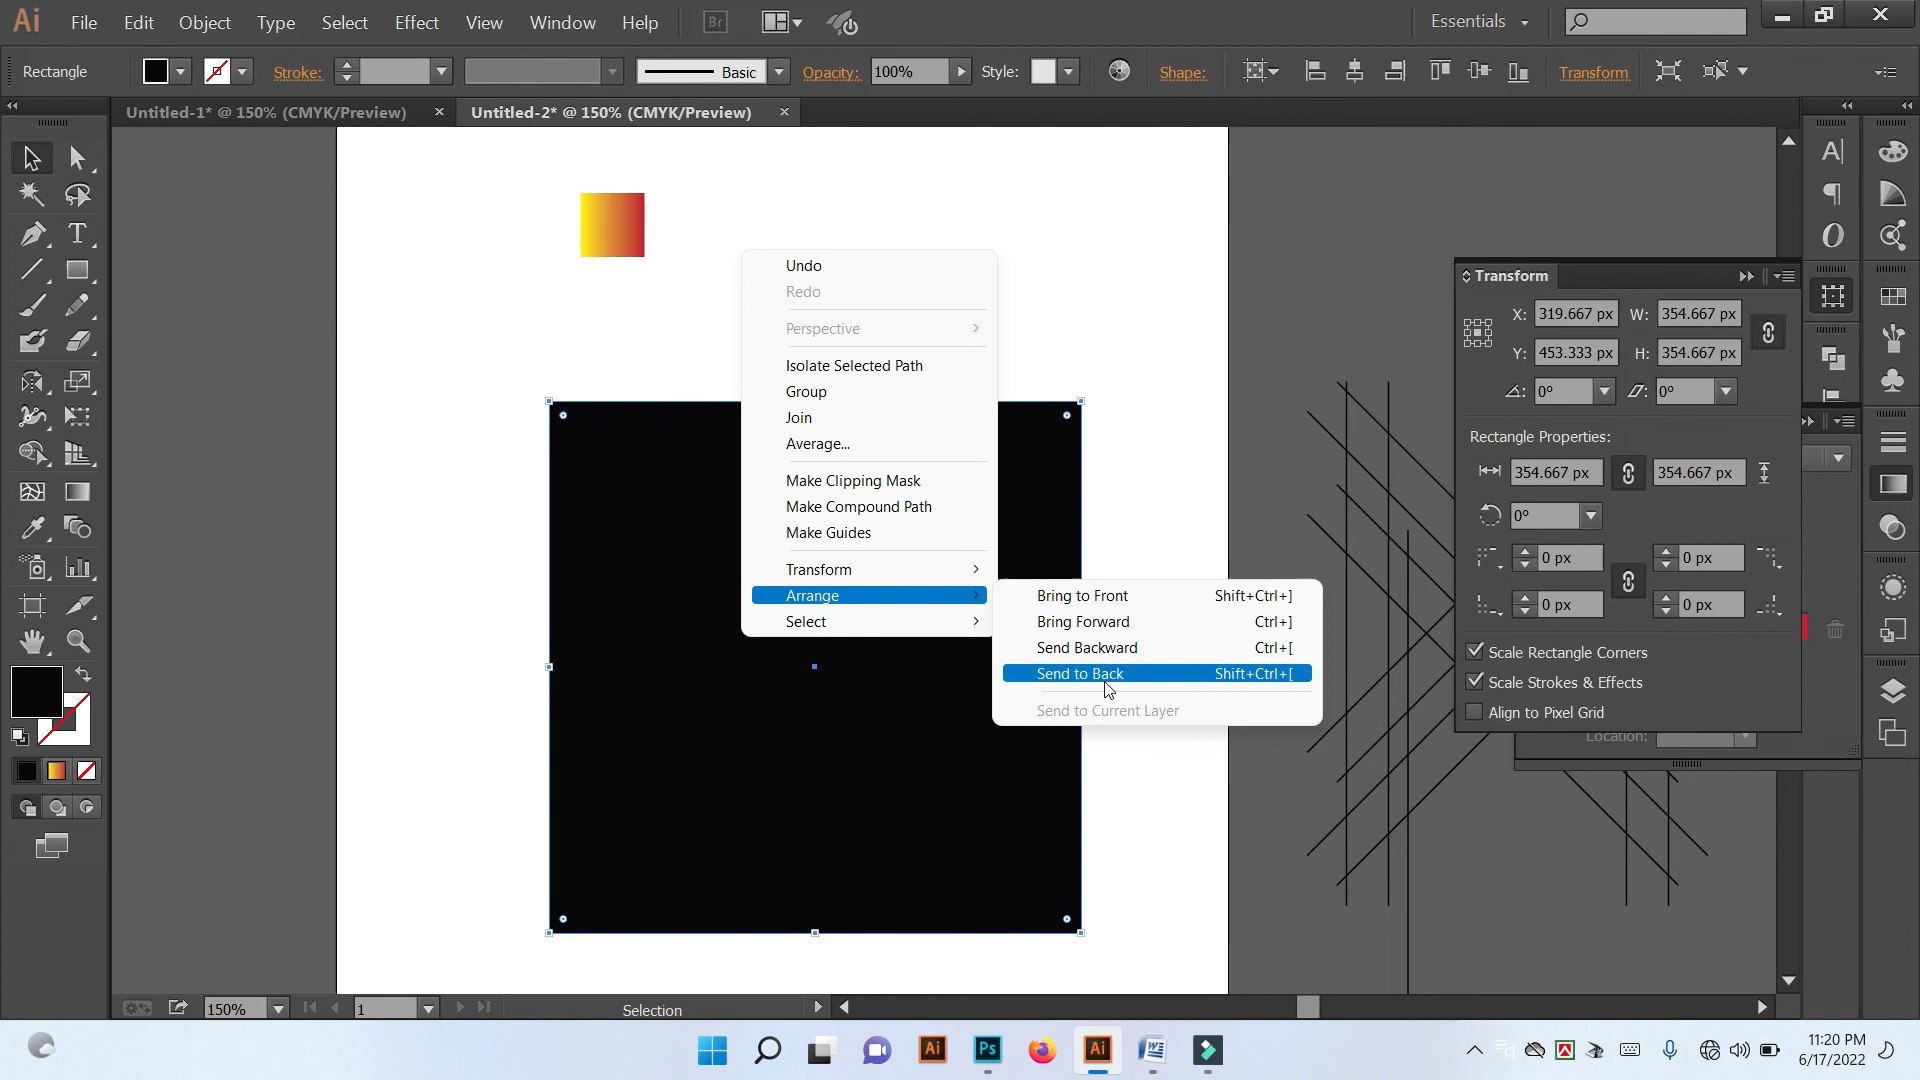 Ai File Edit Object Type Select Effect View Window Help Br Essentials
Rectangle Stroke: Basic Opacity: 100% Style: Shape: Transform
Untitled-1* @ 150% (CMYK/Preview) × Untitled-2* @ 150% (CMYK/Preview) ×
Undo
Redo
Perspective
Isolate Selected Path
Group
Join
Average...
Make Clipping Mask
Make Compound Path
Make Guides
Transform
Arrange
Select
Bring to Front Shift+Ctrl+]
Bring Forward Ctrl+]
Send Backward Ctrl+[
Send to Back Shift+Ctrl+[
Send to Current Layer
Transform
X: 319.667 px W: 354.667 px
Y: 453.333 px H: 354.667 px
0° 0°
Rectangle Properties:
354.667 px 354.667 px
0°
0 px 0 px
0 px 0 px
Scale Rectangle Corners
Scale Strokes & Effects
Align to Pixel Grid
Location:
150% 1 Selection
Ai Ps Ai W
11:20 PM
6/17/2022